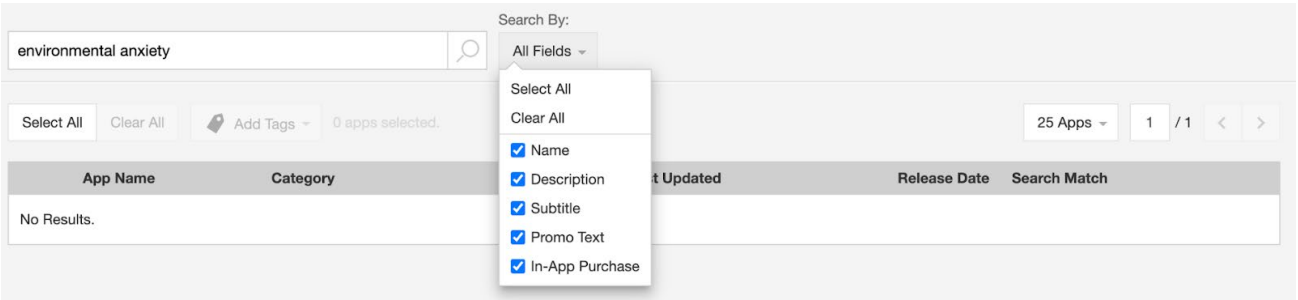 Search By:
environmental anxiety
All Fields
Select All
Clear All
Select All Clear All Add Tags 0 apps selected. 25 Apps 1 / 1
Name
Description
Subtitle
Promo Text
In-App Purchase
App Name Category t Updated Release Date Search Match
No Results.